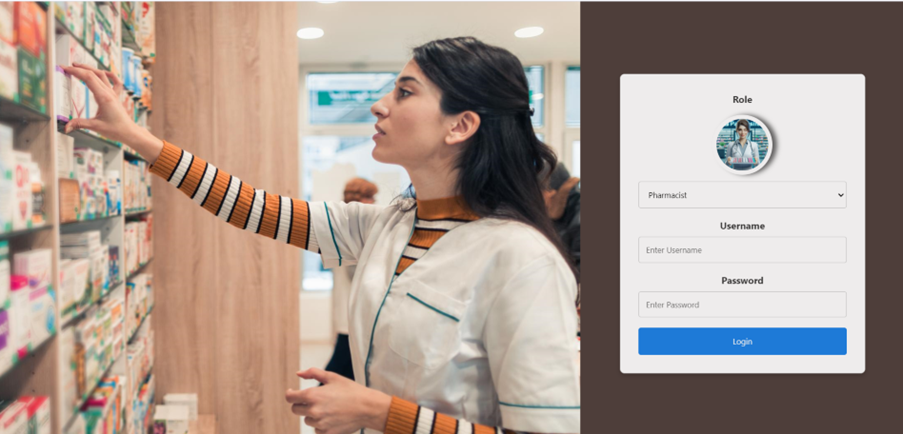 Role
Pharmacist
Username
Enter Username
Password
Enter Password
Login